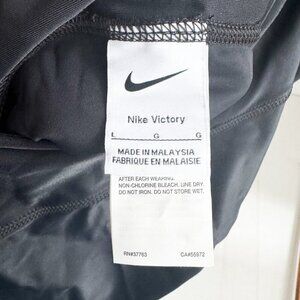 Nike Victory
L G G
MADE IN MALAYSIA
FABRIQUE EN MALAISIE
AFTER EACH WEARING.
NON-CHLORINE BLEACH, LINE DRY.
DO NOT IRON. DO NOT STORE WET.
RN#37763 CA#55972